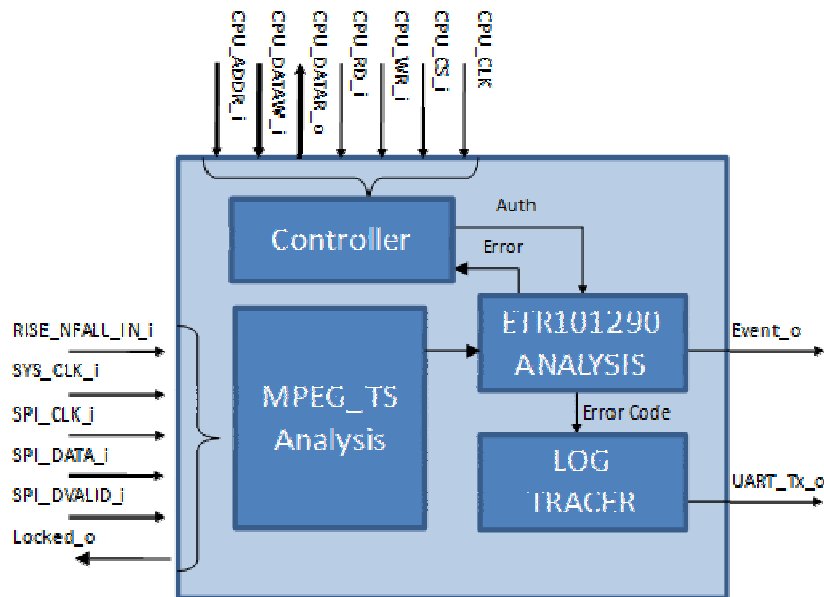 CPU_ADDR_i
CPU_DATAW_i
CPU_DATAR_o
CPU_RD_i
CPU_WR_i
CPU_CS_i
CPU_CLK
Controller
Auth
Error
RISE_NFALL_IN_i
SYS_CLK_i
SPI_CLK_i
SPI_DATA_i
SPI_DVALID_i
Locked_o
MPEG_TS
Analysis
ETR101290
ANALYSIS
Event_o
Error Code
LOG
TRACER
UART_Tx_o